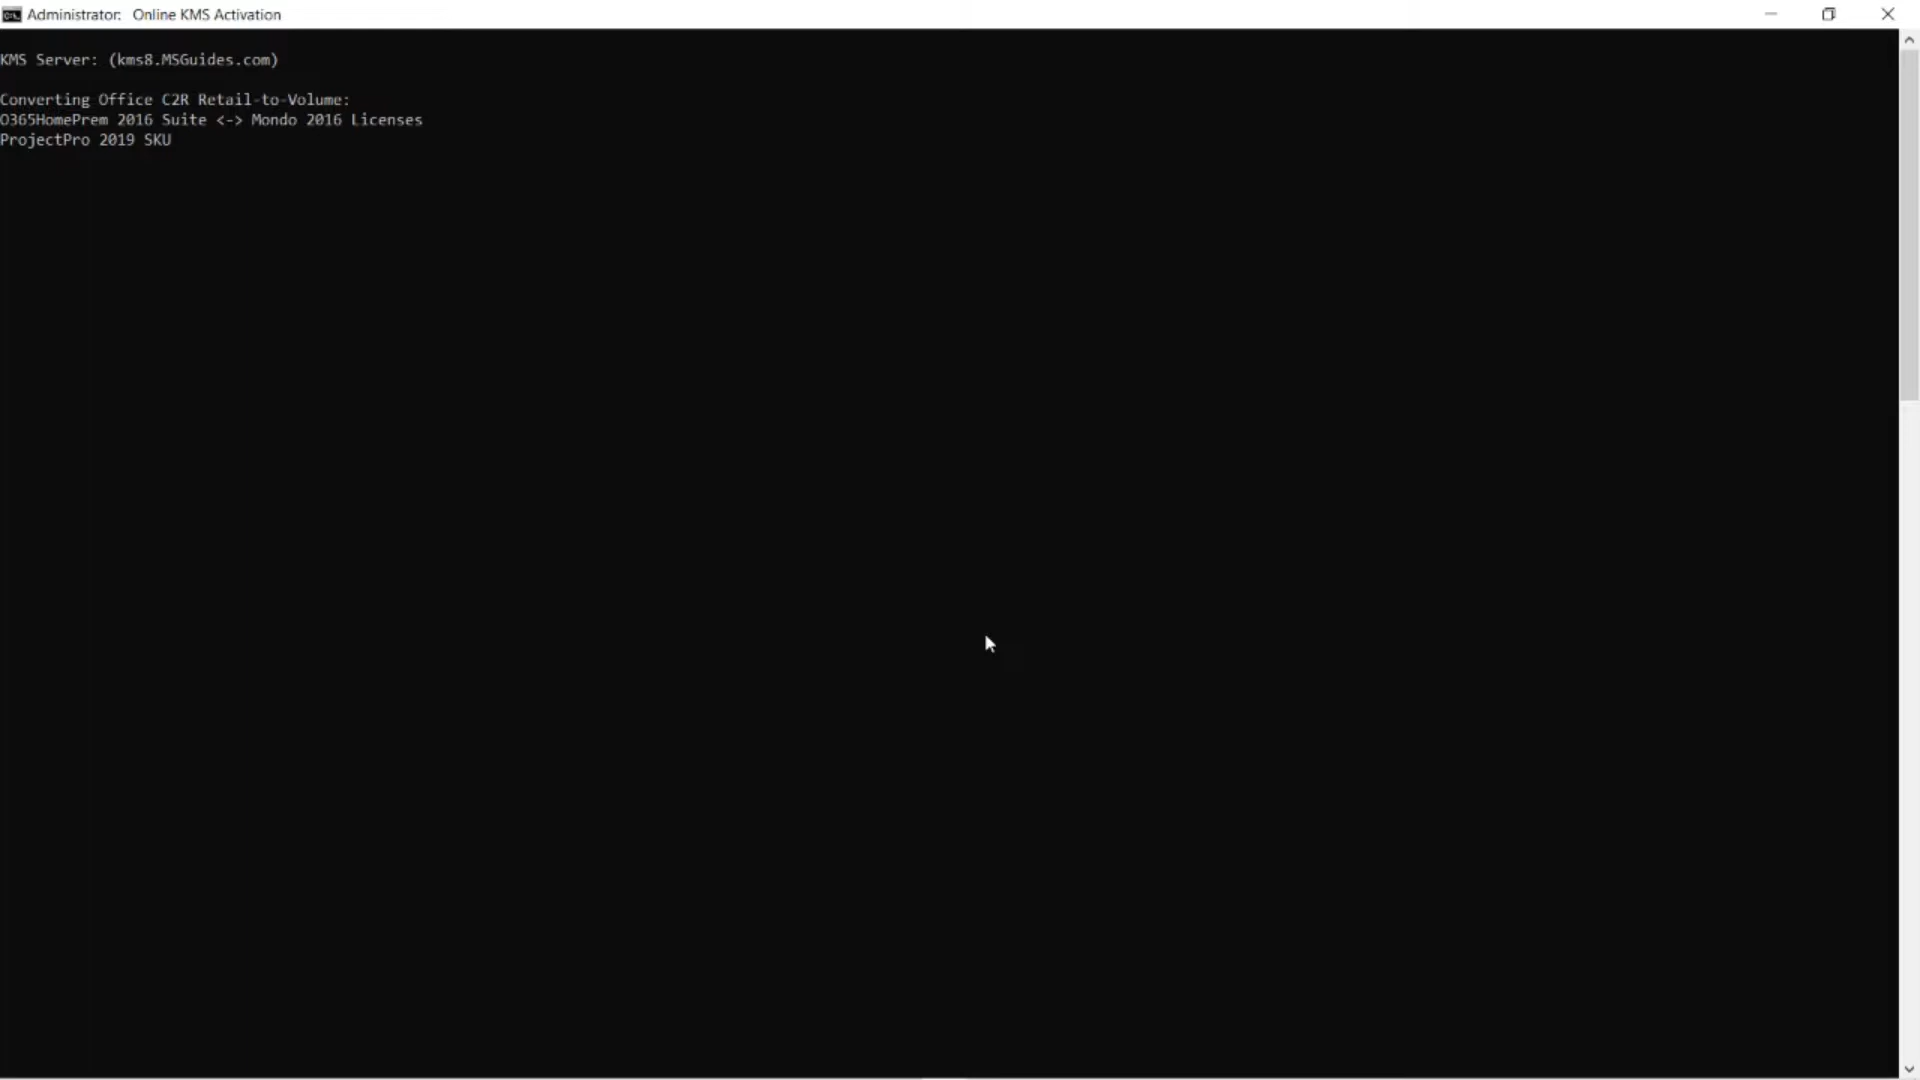 Administrator: Online KMS Activation
KMS Server: (kms8.MSGuides.com)
Converting Office C2R Retail-to-Volume:
O365HomePrem 2016 Suite <-> Mondo 2016 Licenses
ProjectPro 2019 SKU